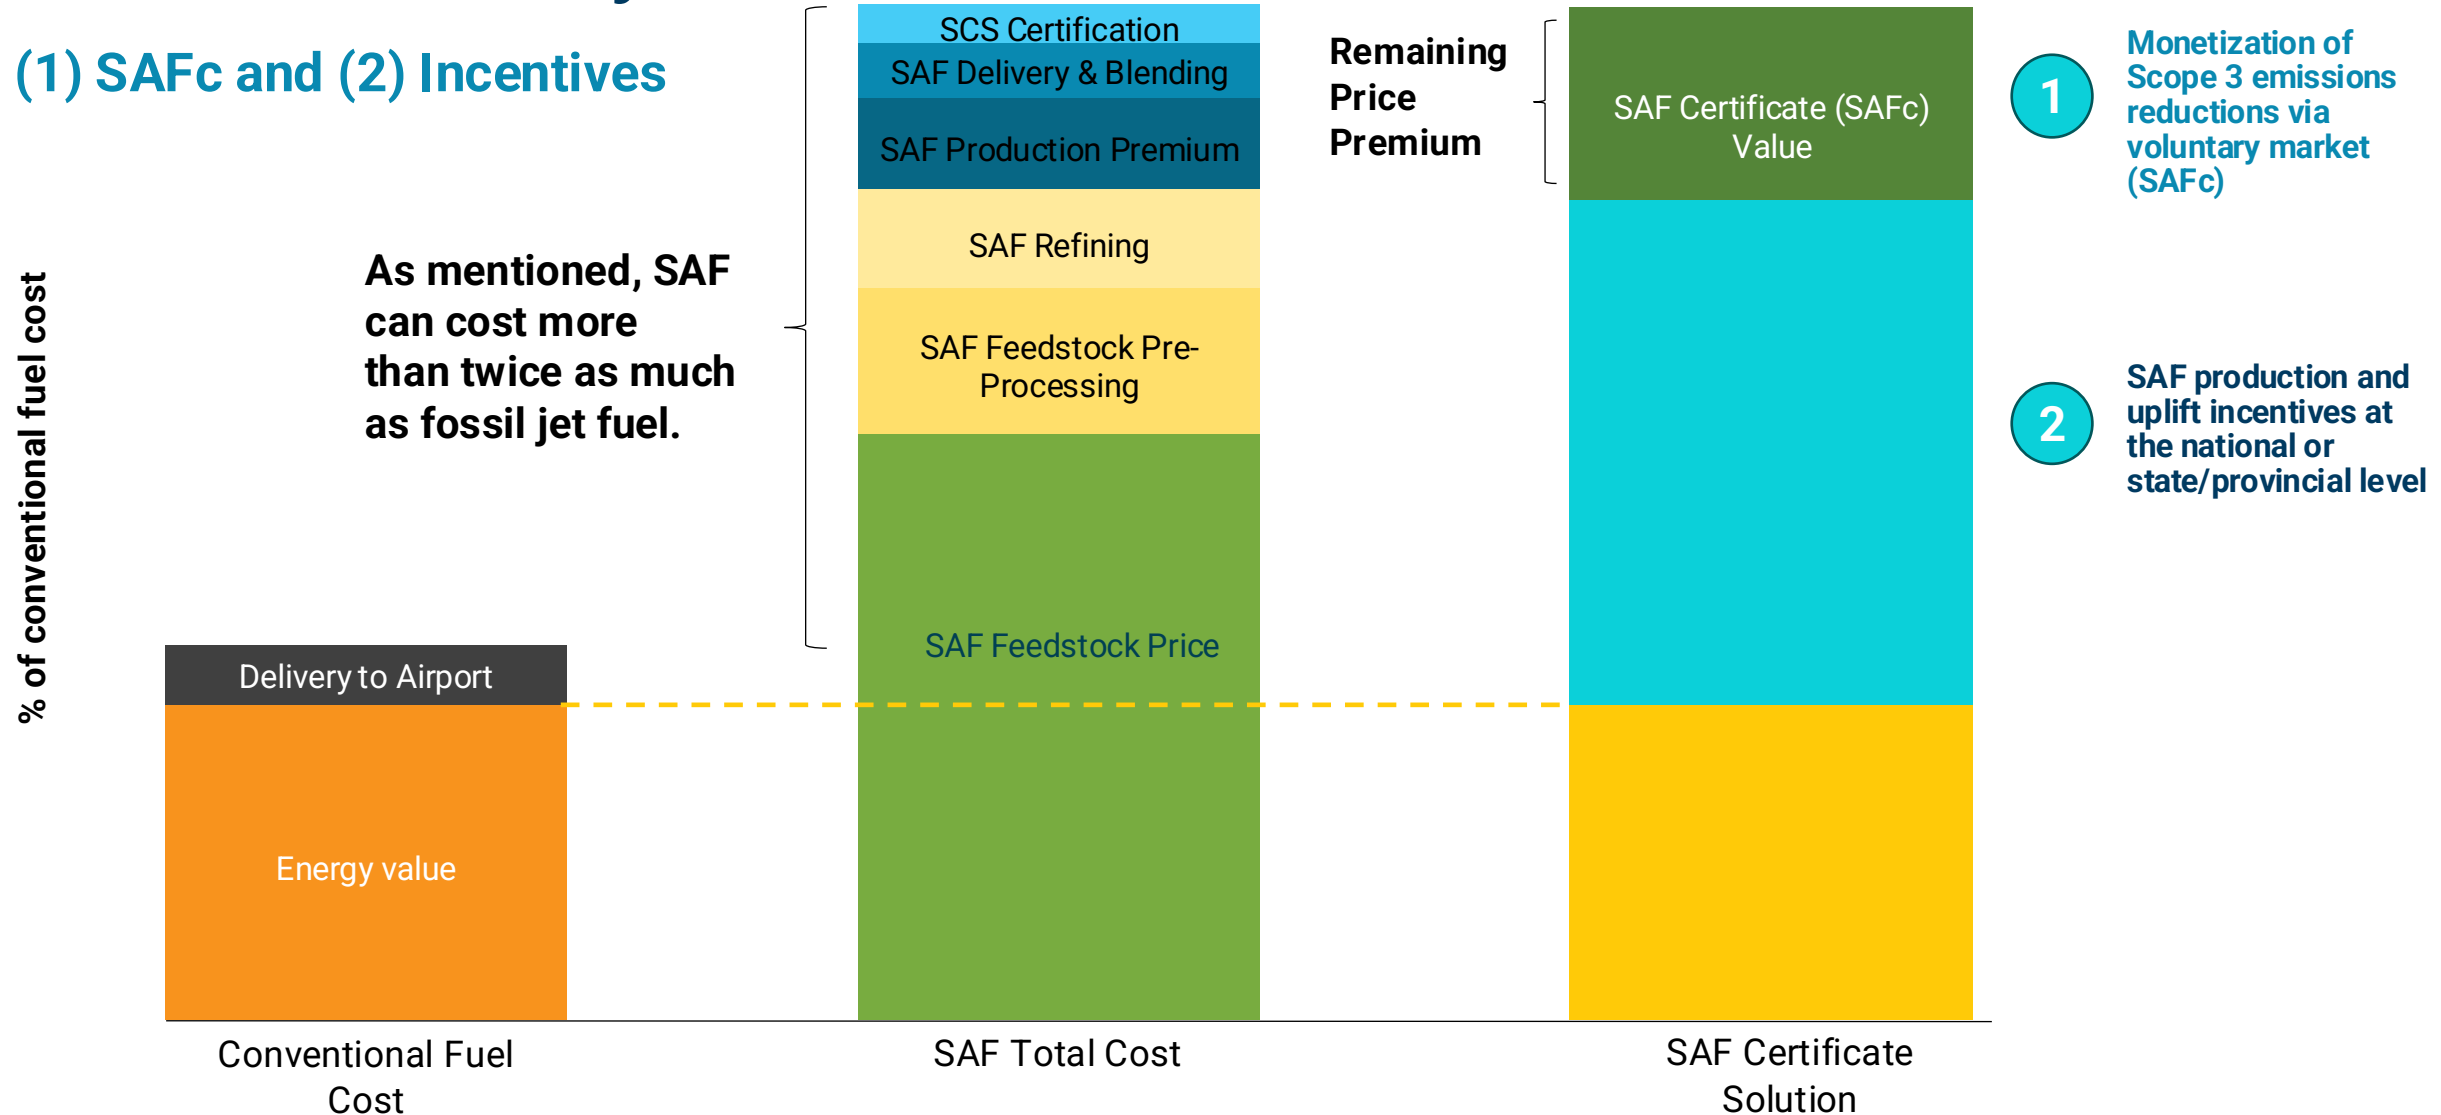 (1) SAFc and (2) Incentives
% of conventional fuel cost
As mentioned, SAF
can cost more
than twice as much
as fossil jet fuel.
Delivery to Airport
Energy value
Conventional Fuel
Cost
SCS Certification
SAF Delivery & Blending
SAF Production Premium
SAF Refining
SAF Feedstock Pre-
Processing
SAF Feedstock Price
SAF Total Cost
Remaining
Price
Premium
SAF Certificate (SAFc)
Value
SAF Certificate
Solution
1
Monetization of
Scope 3 emissions
reductions via
voluntary market
(SAFc)
2
SAF production and
uplift incentives at
the national or
state/provincial level